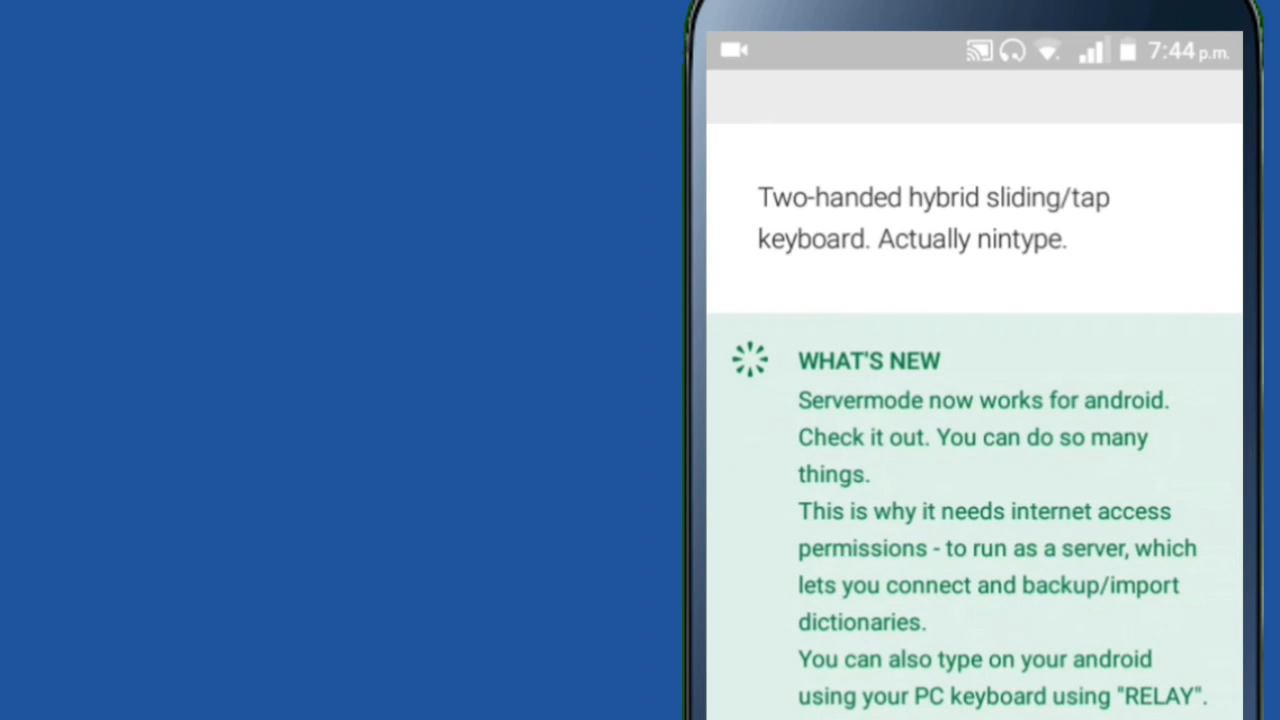 7:44 p.m.
Two-handed hybrid sliding/tap
keyboard. Actually nintype.
WHAT'S NEW
Servermode now works for android.
Check it out. You can do so many
things.
This is why it needs internet access
permissions - to run as a server, which
lets you connect and backup/import
dictionaries.
You can also type on your android
using your PC keyboard using "RELAY".